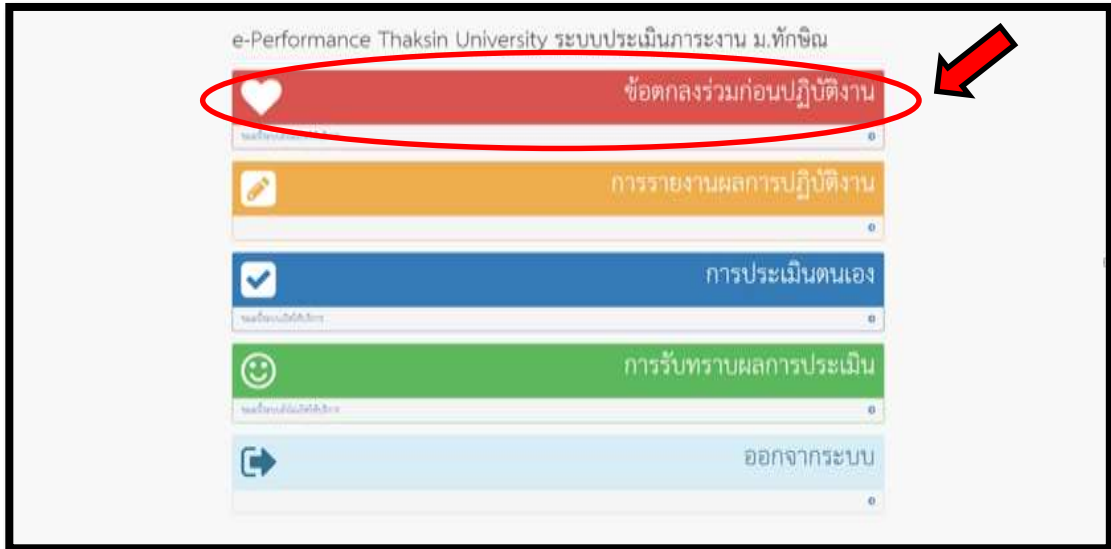 e-Performance Thaksin University ระบบประเมินภาระงาน ม.ทักษิณ
ข้อตกลงร่วมก่อนปฏิบัติงาน
การรายงานผลการปฏิบัติงาน
การประเมินตนเอง
การรับทราบผลการประเมิน
ออกจากระบบ